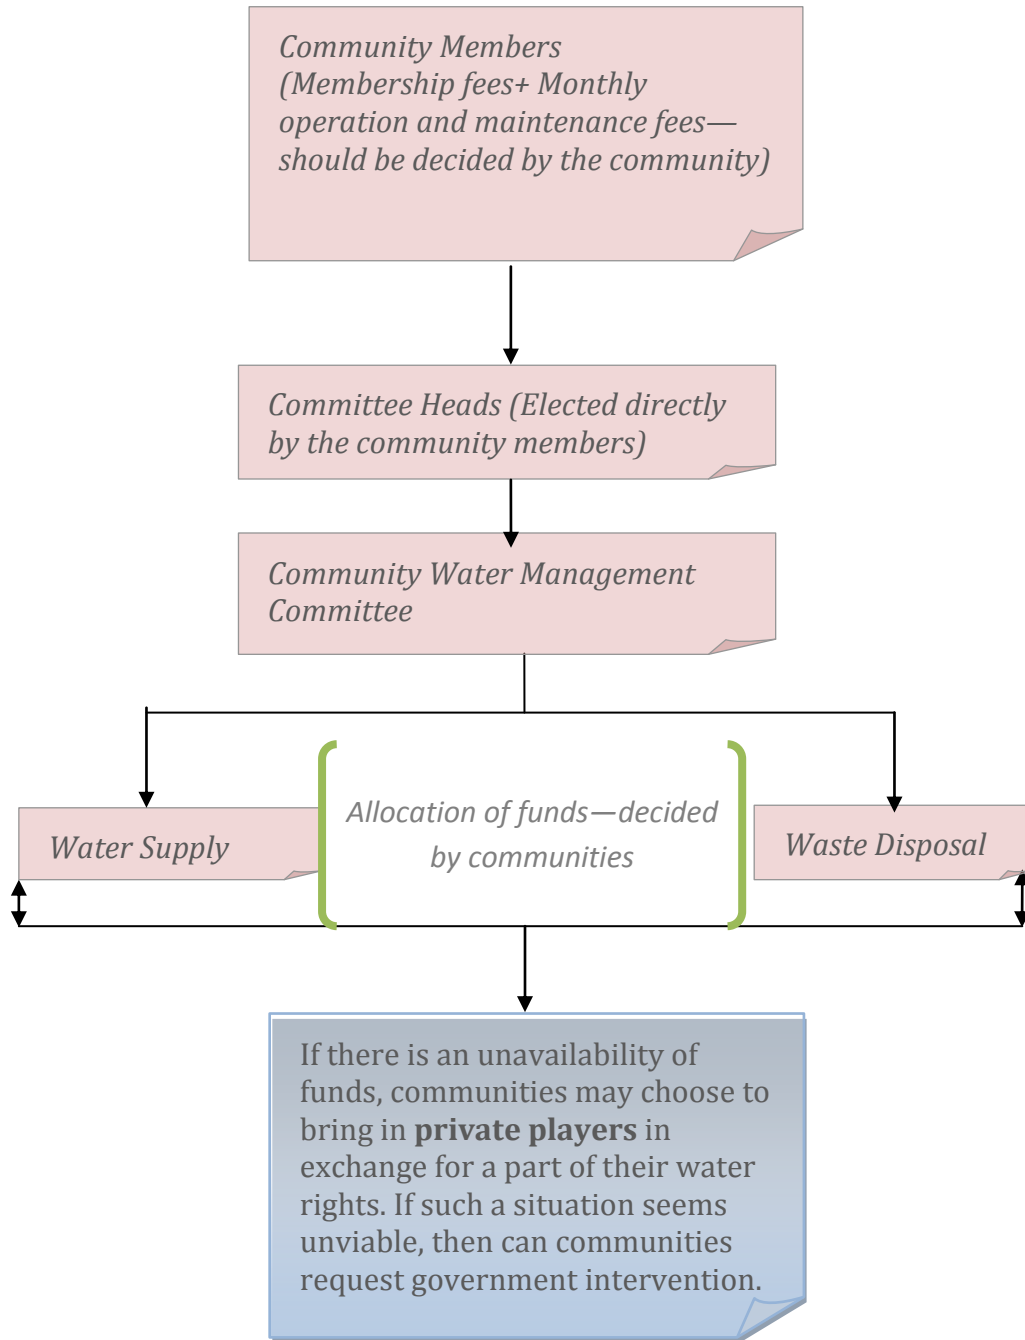 Community Members
(Membership fees+ Monthly
operation and maintenance fees—
should be decided by the community)
Committee Heads (Elected directly
by the community members)
Community Water Management
Committee
Allocation of funds—decided
by communities
Water Supply
Waste Disposal
If there is an unavailability of
funds, communities may choose to
bring in private players in
exchange for a part of their water
rights. If such a situation seems
unviable, then can communities
request government intervention.